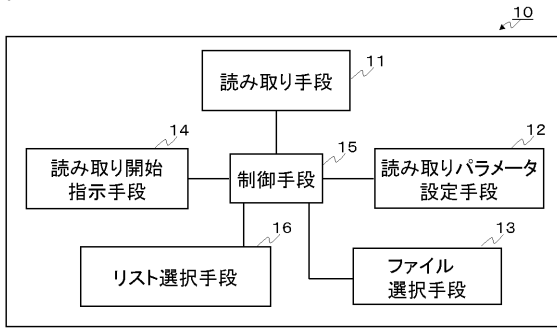 10
11
読み取り手段
14
15
12
読み取り開始
指示手段
制御手段
読み取りパラメータ
設定手段
16
13
リスト選択手段
ファイル
選択手段